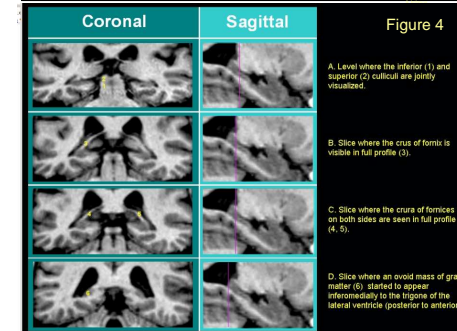 Coronal
Sagittal
Figure 4
A. Level where the inferior (1) and
superior (2) culliculi are jointly
visualized.
B. Slice where the crus of fornix is
visible in full profile (3).
C. Slice where the crura of fornices
on both sides are seen in full profile
(4, 5).
D. Slice where an ovoid mass of gra
matter (6) started to appear
inferomedially to the trigone of the
lateral ventricle (posterior to anterior